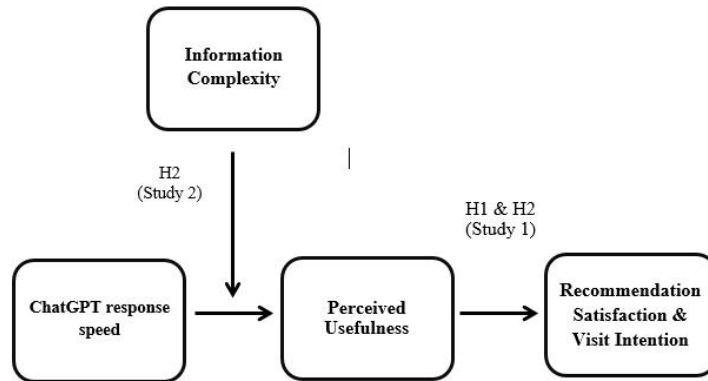 Information
Complexity
H2
(Study 2)
H1 & H2
(Study 1)
ChatGPT response
speed
Perceived
Usefulness
Recommendation
Satisfaction &
Visit Intention